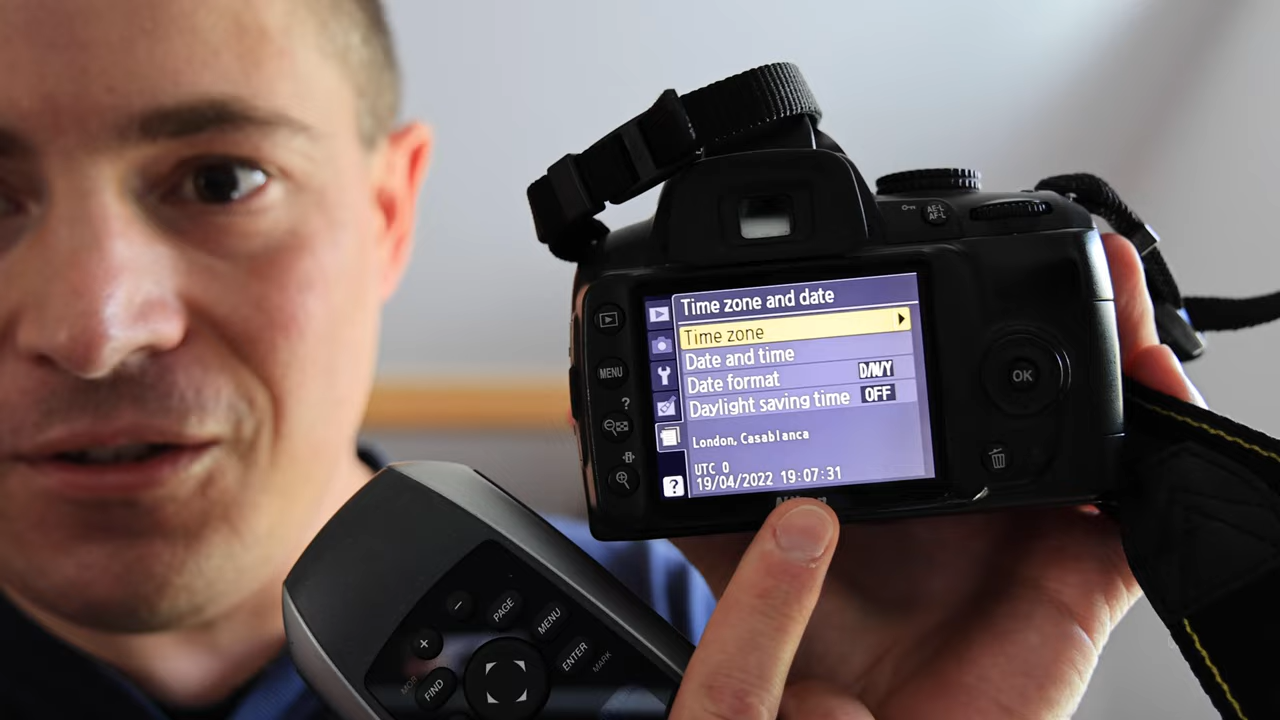 AE-L
AF-L
Time zone and date
Time zone
Date and time
Date format D/M/Y
Daylight saving time OFF
London, Casablanca
UTC 0
19/04/2022 19:07:31
MENU
?
?
OK
− PAGE MENU
+ FIND ENTER MARK